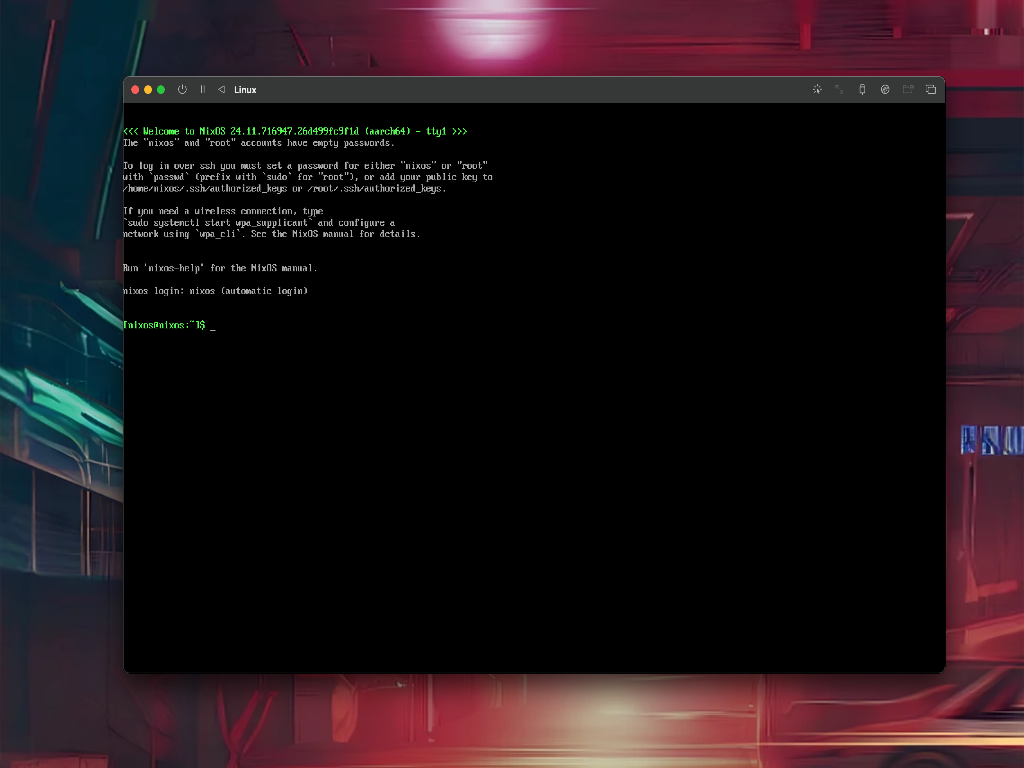 Linux
<<< Welcome to NixOS 24.11.716947.26d499fc9f1d (aarch64) - tty1 >>>
The "nixos" and "root" accounts have empty passwords.
To log in over ssh you must set a password for either "nixos" or "root"
with `passwd` (prefix with `sudo` for "root"), or add your public key to
/home/nixos/.ssh/authorized_keys or /root/.ssh/authorized_keys.
If you need a wireless connection, type
`sudo systemctl start wpa_supplicant` and configure a
network using `wpa_cli`. See the NixOS manual for details.
Run 'nixos-help' for the NixOS manual.
nixos login: nixos (automatic login)
[nixos@nixos:~]$ _